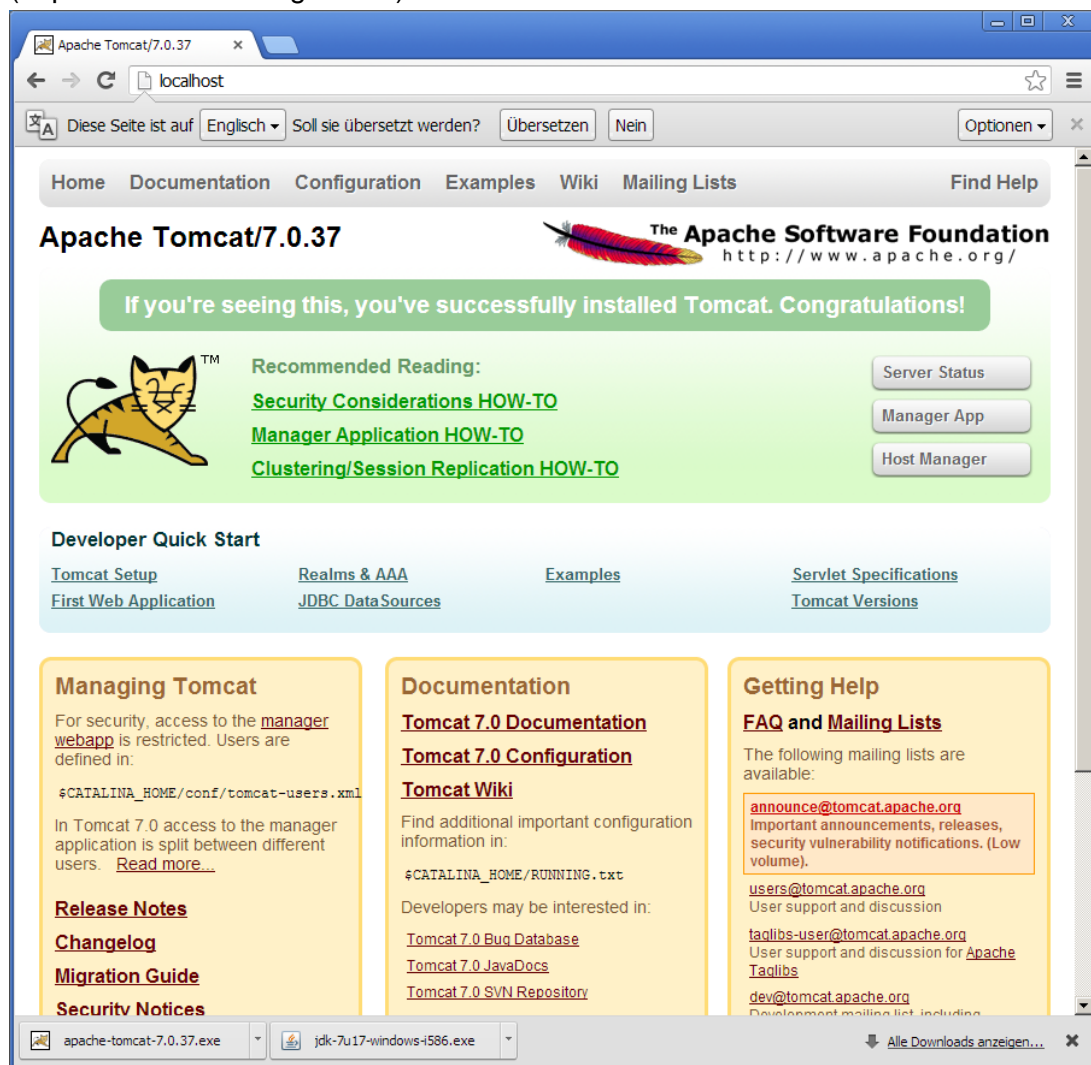 Apache Tomcat/7.0.37
localhost
Diese Seite ist auf Englisch Soll sie übersetzt werden? Übersetzen Nein Optionen
Home Documentation Configuration Examples Wiki Mailing Lists Find Help
Apache Tomcat/7.0.37
The Apache Software Foundation
http://www.apache.org/
If you're seeing this, you've successfully installed Tomcat. Congratulations!
TM
Recommended Reading:
Security Considerations HOW-TO
Manager Application HOW-TO
Clustering/Session Replication HOW-TO
Server Status
Manager App
Host Manager
Developer Quick Start
Tomcat Setup
First Web Application
Realms & AAA
JDBC DataSources
Examples
Servlet Specifications
Tomcat Versions
Managing Tomcat
For security, access to the manager
webapp is restricted. Users are
defined in:
$CATALINA_HOME/conf/tomcat-users.xml
In Tomcat 7.0 access to the manager
application is split between different
users. Read more...
Release Notes
Changelog
Migration Guide
Security Notices
Documentation
Tomcat 7.0 Documentation
Tomcat 7.0 Configuration
Tomcat Wiki
Find additional important configuration
information in:
$CATALINA_HOME/RUNNING.txt
Developers may be interested in:
Tomcat 7.0 Bug Database
Tomcat 7.0 JavaDocs
Tomcat 7.0 SVN Repository
Getting Help
FAQ and Mailing Lists
The following mailing lists are
available:
announce@tomcat.apache.org
Important announcements, releases,
security vulnerability notifications. (Low
volume).
users@tomcat.apache.org
User support and discussion
taglibs-user@tomcat.apache.org
User support and discussion for Apache
Taglibs
dev@tomcat.apache.org
Development mailing list, including
apache-tomcat-7.0.37.exe
jdk-7u17-windows-i586.exe
Alle Downloads anzeigen...